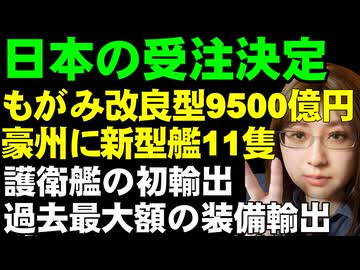 日本の受注決定
もがみ改良型9500億円
豪州に新型艦11隻
護衛艦の初輸出
過去最大額の装備輸出